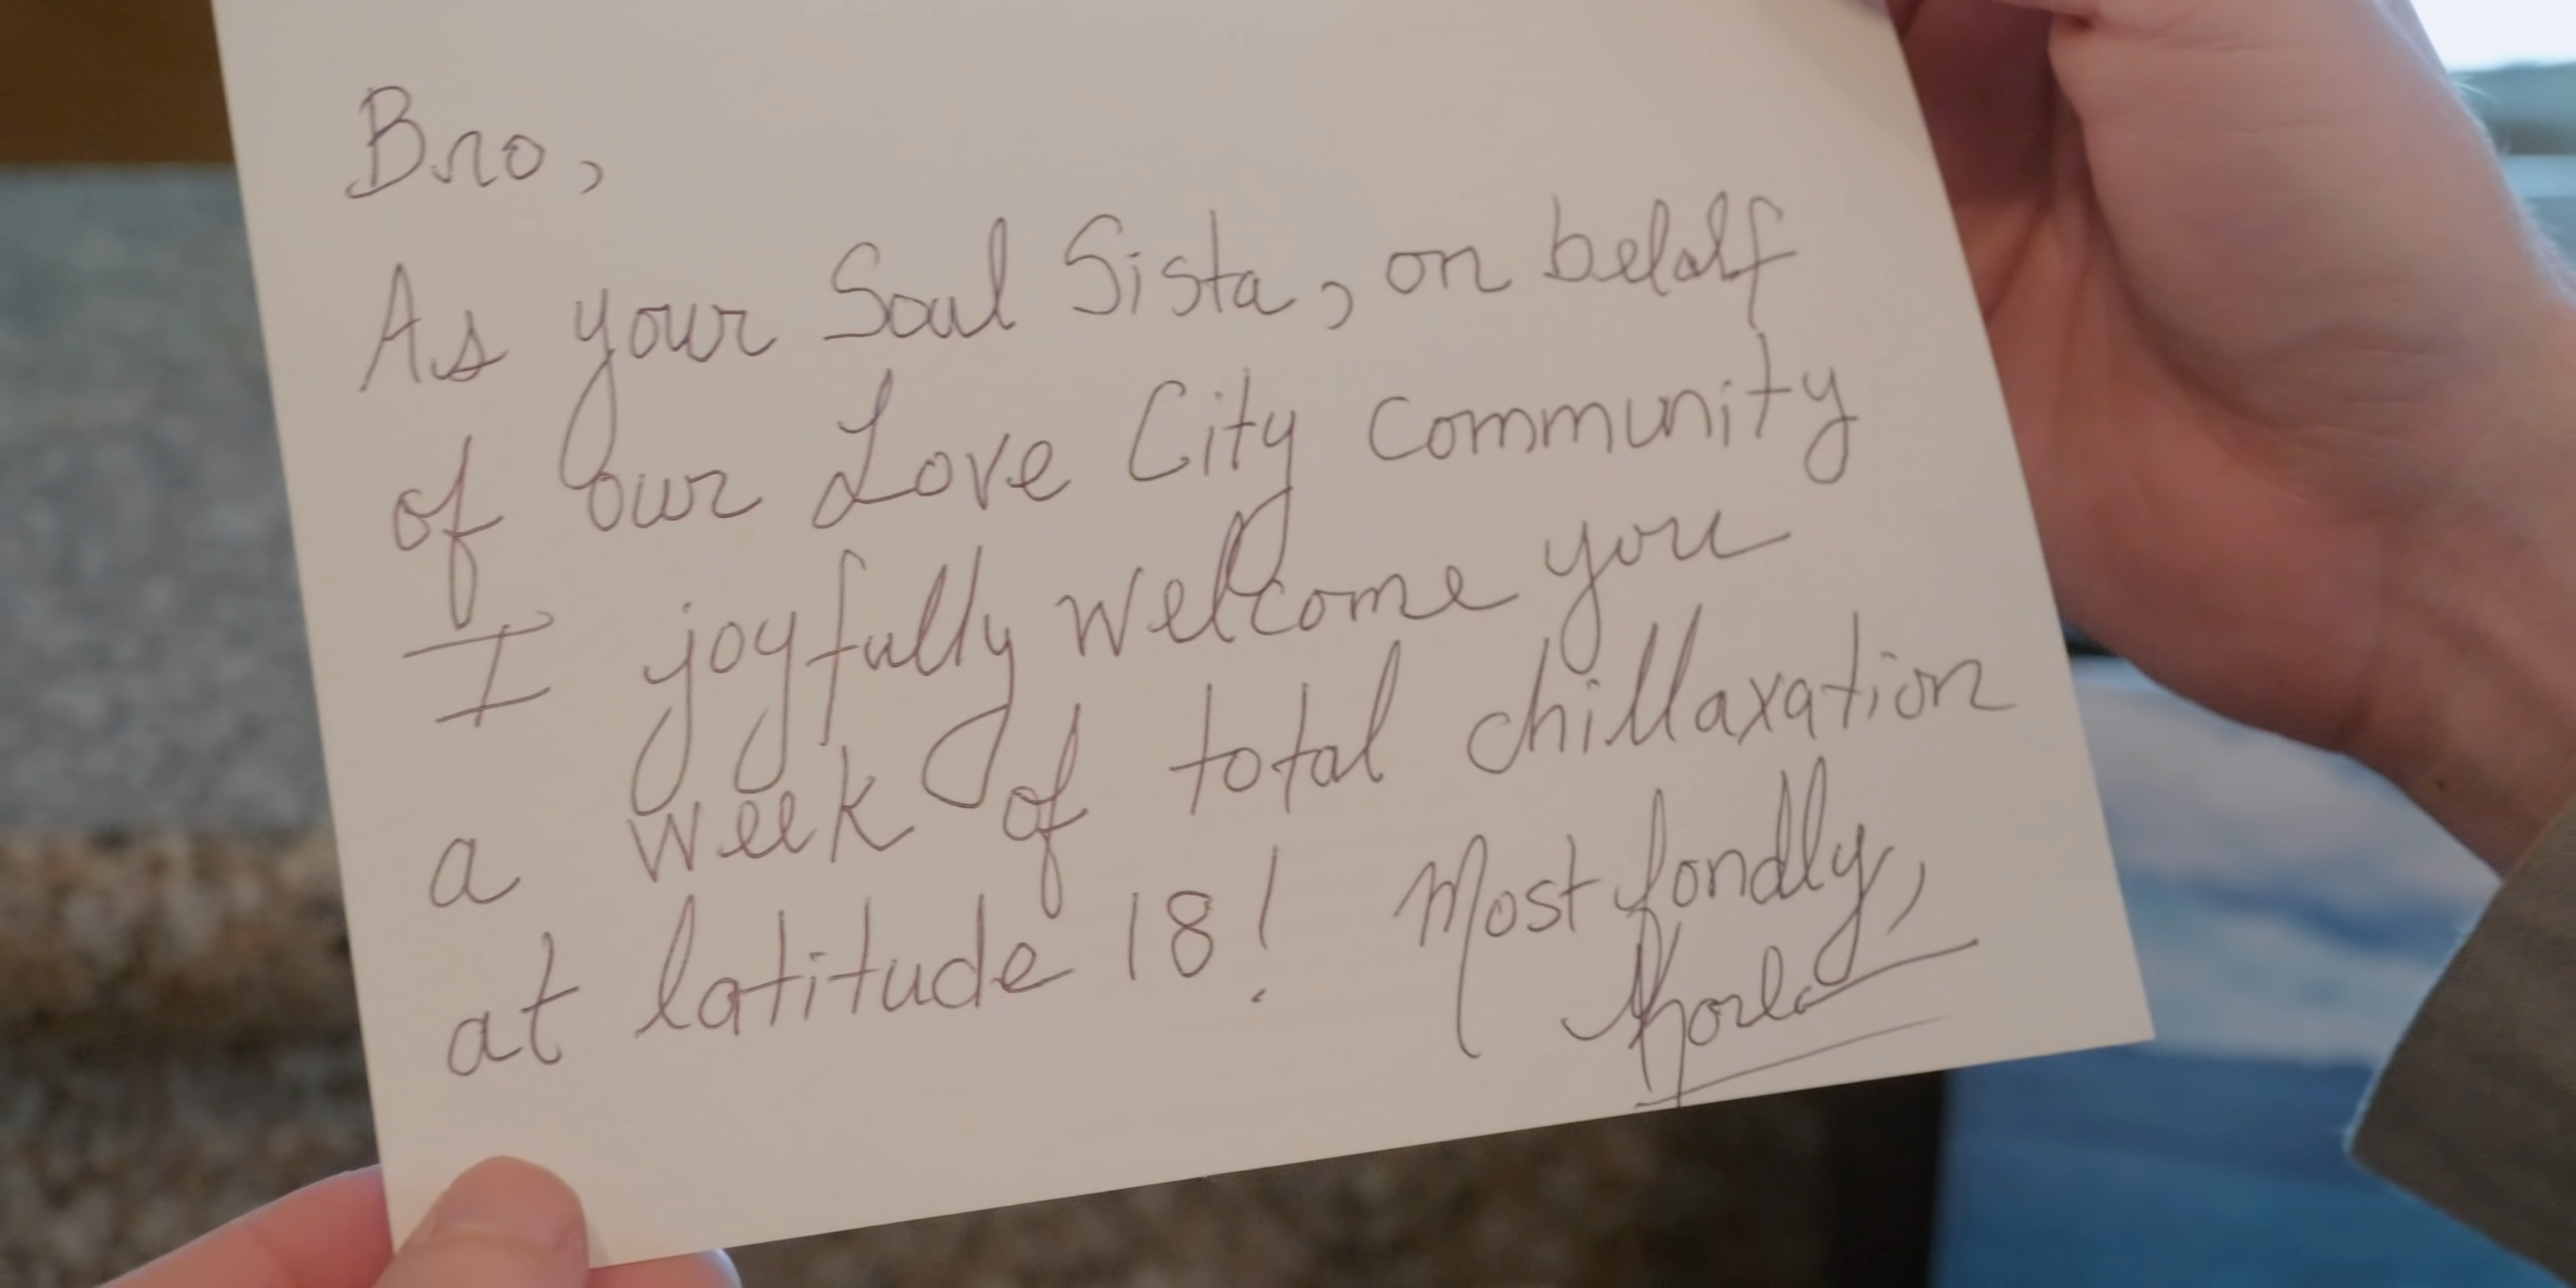 Bro,
As your Soul Sista, on behalf
of our Love City Community
I joyfully welcome you
a week of total chillaxation
at latitude 18! Most fondly,